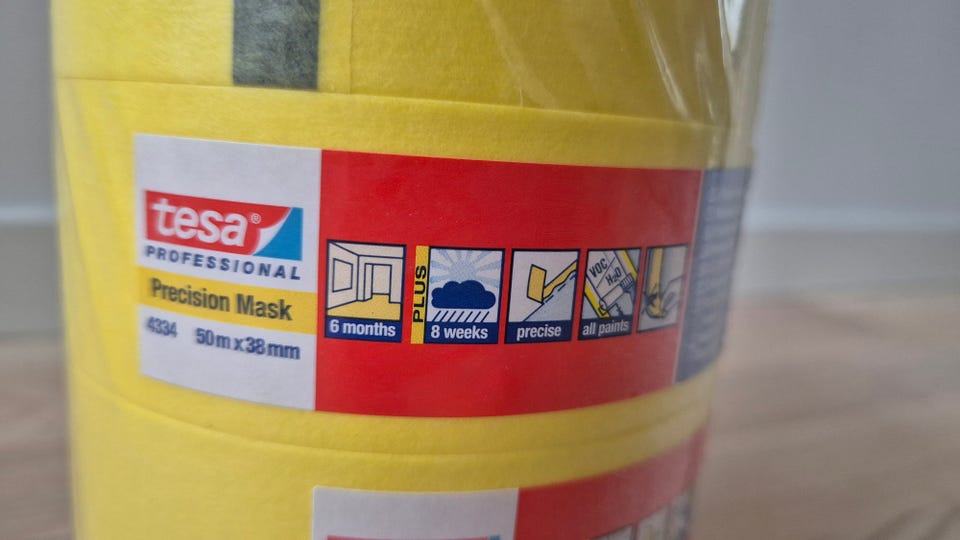 tesa®
PROFESSIONAL
Precision Mask
4334 50m x 38mm
6 months
PLUS
8 weeks
precise
VOC
H₂O
all paints